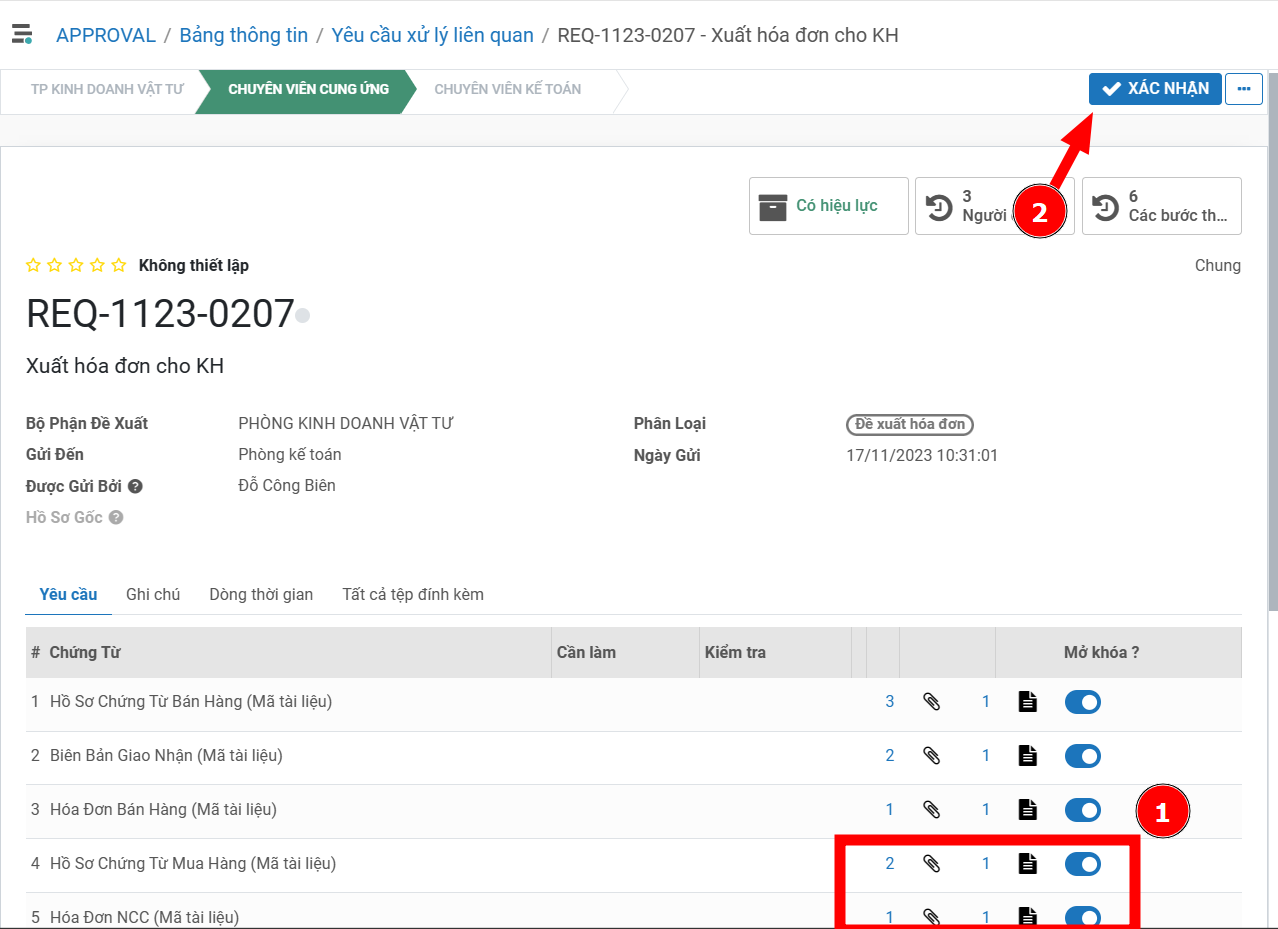 APPROVAL / Bảng thông tin / Yêu cầu xử lý liên quan / REQ-1123-0207 - Xuất hóa đơn cho KH
TP KINH DOANH VẬT TƯ CHUYÊN VIÊN CUNG ỨNG CHUYÊN VIÊN KẾ TOÁN XÁC NHẬN ...
Có hiệu lực
3
Người
2
6
Các bước th...
Không thiết lập Chung
REQ-1123-0207
Xuất hóa đơn cho KH
Bộ Phận Đề Xuất PHÒNG KINH DOANH VẬT TƯ Phân Loại Đề xuất hóa đơn
Gửi Đến Phòng kế toán Ngày Gửi 17/11/2023 10:31:01
Được Gửi Bởi ? Đỗ Công Biên
Hồ Sơ Gốc ?
Yêu cầu Ghi chú Dòng thời gian Tất cả tệp đính kèm
# Chứng Từ Cần làm Kiểm tra Mở khóa ?
1 Hồ Sơ Chứng Từ Bán Hàng (Mã tài liệu) 3 1
2 Biên Bản Giao Nhận (Mã tài liệu) 2 1
3 Hóa Đơn Bán Hàng (Mã tài liệu) 1 1 1
4 Hồ Sơ Chứng Từ Mua Hàng (Mã tài liệu) 2 1
5 Hóa Đơn NCC (Mã tài liệu) 1 1